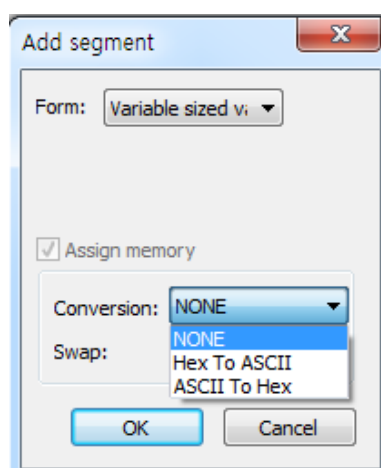 Add segment
Form: Variable sized va
Assign memory
Conversion: NONE
NONE
Swap:
Hex To ASCII
ASCII To Hex
OK Cancel